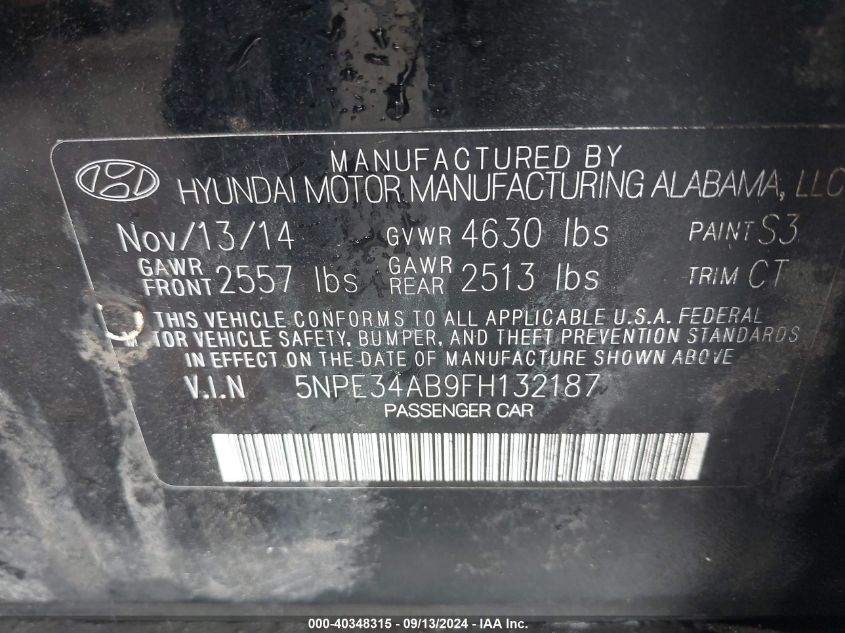 MANUFACTURED BY
HYUNDAI MOTOR MANUFACTURING ALABAMA, LLC
Nov/13/14 GVWR 4630 lbs PAINT S3
GAWR FRONT 2557 lbs GAWR REAR 2513 lbs TRIM CT
THIS VEHICLE CONFORMS TO ALL APPLICABLE U.S.A. FEDERAL
M TOR VEHICLE SAFETY, BUMPER, AND THEFT PREVENTION STANDARDS
IN EFFECT ON THE DATE OF MANUFACTURE SHOWN ABOVE
V.I.N 5NPE34AB9FH132187
PASSENGER CAR
000-40348315 - 09/13/2024 - IAA Inc.